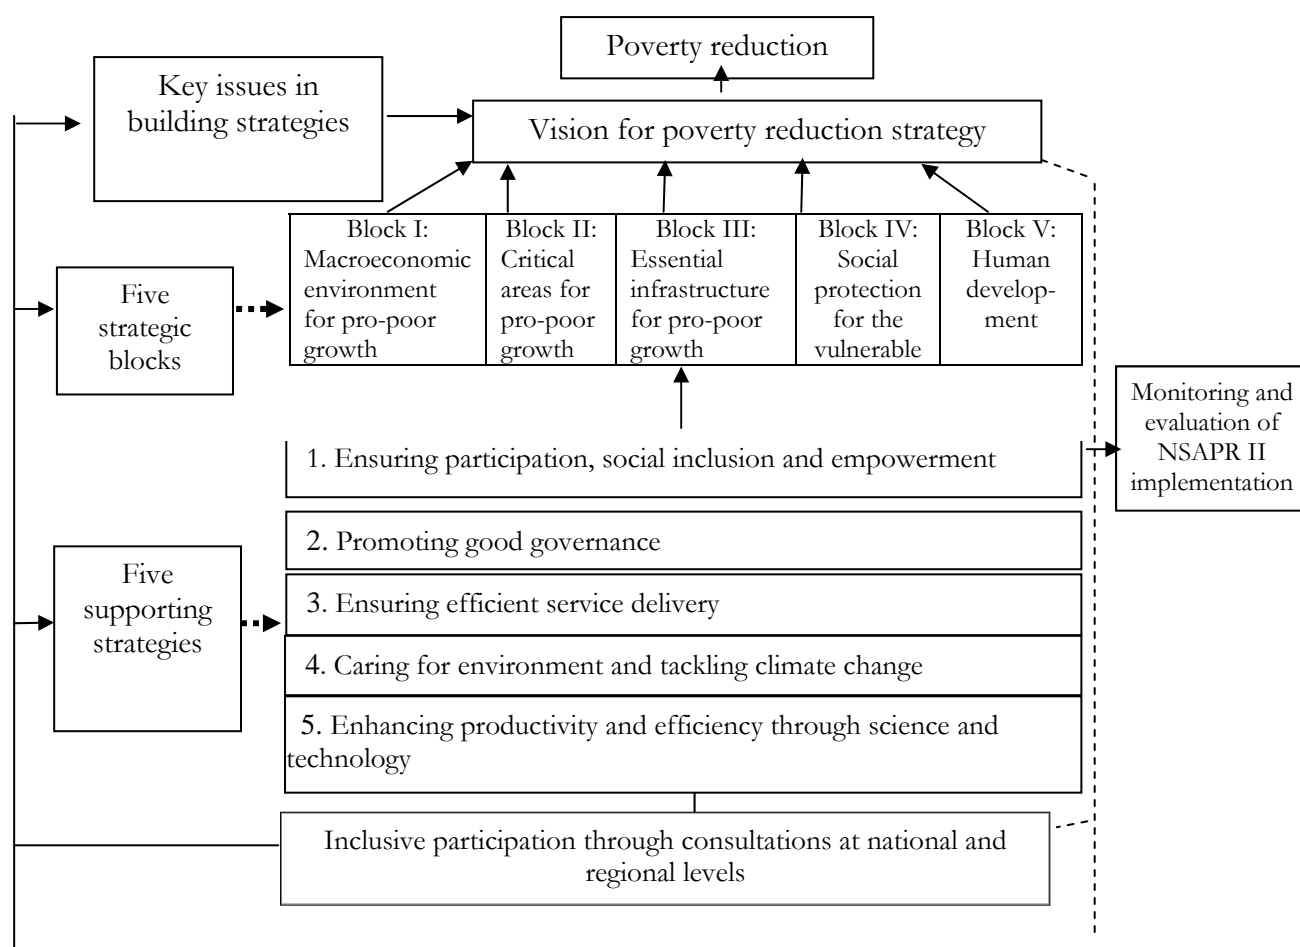 Poverty reduction
Key issues in
building strategies
Vision for poverty reduction strategy
Five
strategic
blocks
Block I:
Macroeconomic
environment
for pro-poor
growth
Block II:
Critical
areas for
pro-poor
growth
Block III:
Essential
infrastructure
for pro-poor
growth
Block IV:
Social
protection
for the
vulnerable
Block V:
Human
develop-
ment
Monitoring and
evaluation of
NSAPR II
implementation
1. Ensuring participation, social inclusion and empowerment
Five
supporting
strategies
2. Promoting good governance
3. Ensuring efficient service delivery
4. Caring for environment and tackling climate change
5. Enhancing productivity and efficiency through science and
technology
Inclusive participation through consultations at national and
regional levels